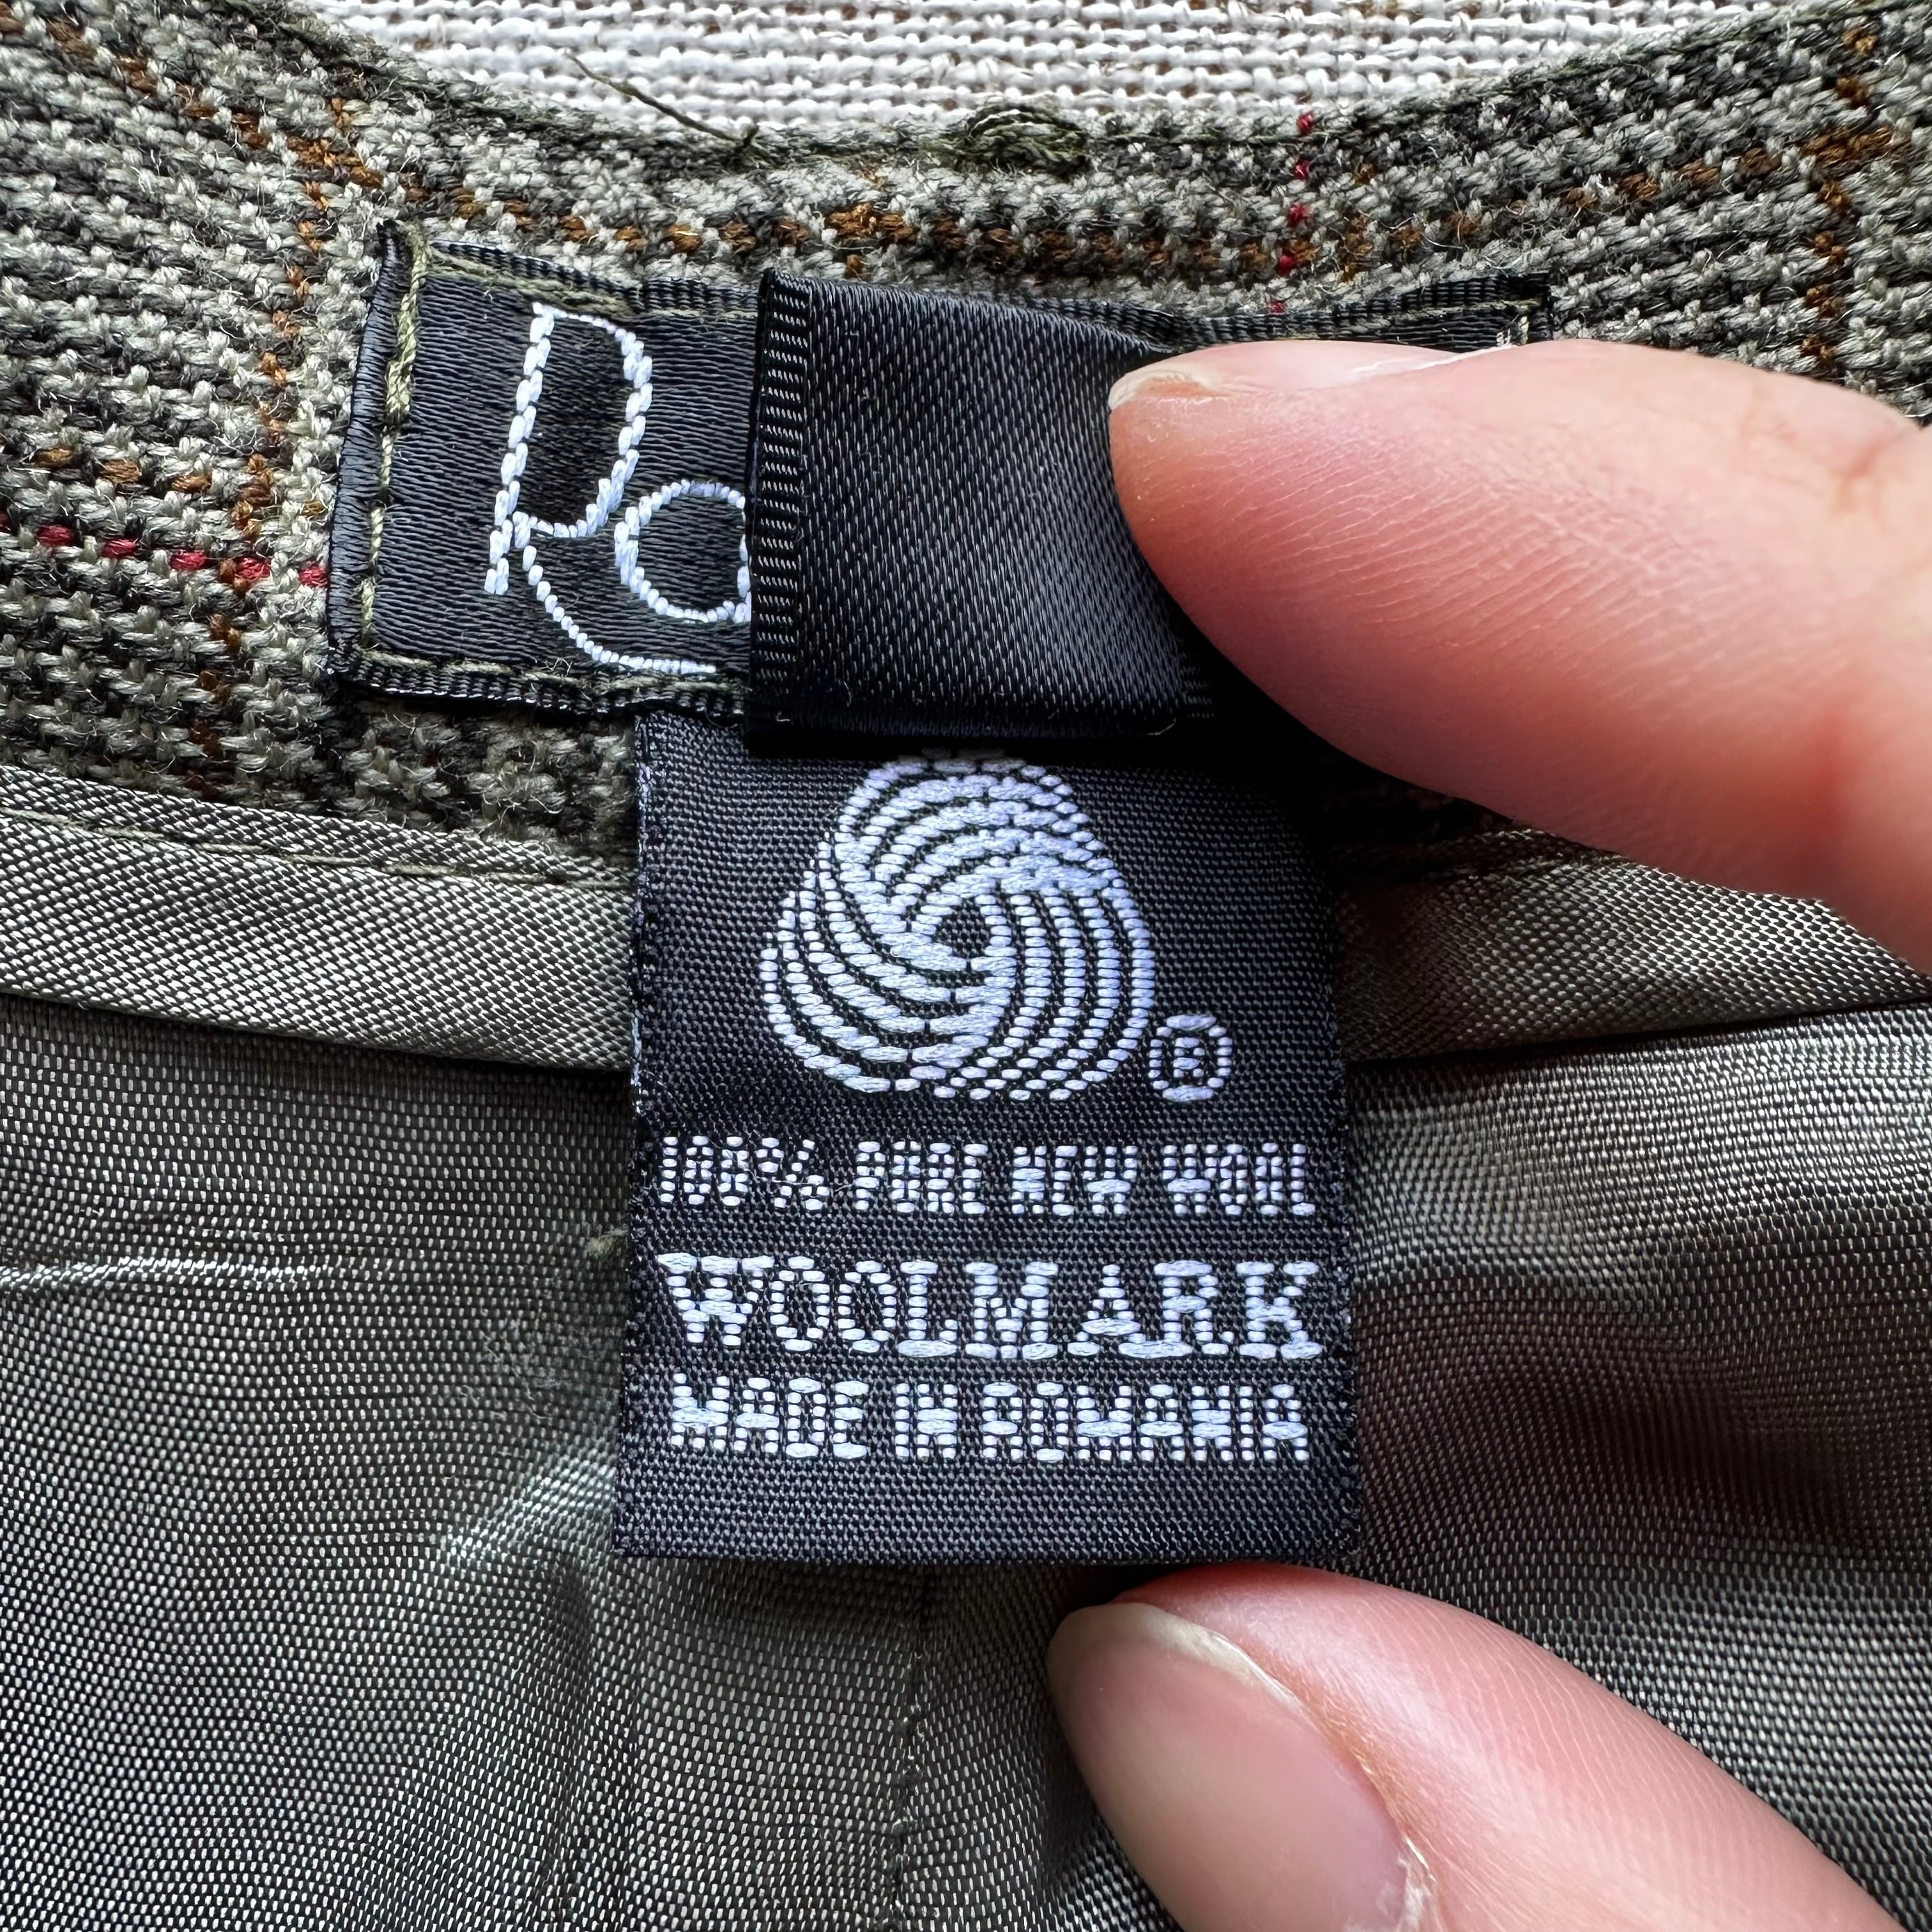 Ro
®
100% PURE NEW WOOL
WOOLMARK
MADE IN ROMANIA